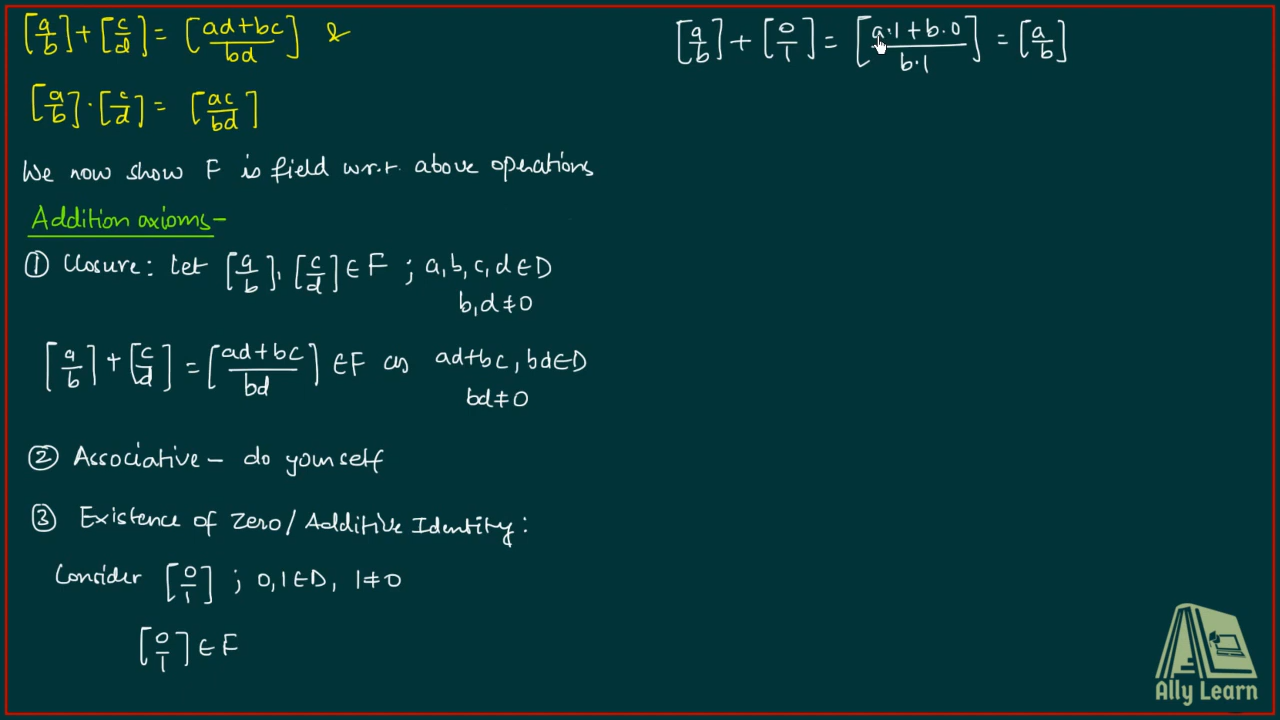 [a/b] + [c/d] = [ad+bc/bd] &
[a/b] · [c/d] = [ac/bd]
We now show F is field w.r.t. above operations
Addition axioms-
① Closure: Let [a/b], [c/d] ∈ F ; a, b, c, d ∈ D
b, d ≠ 0
[a/b] + [c/d] = [ad+bc/bd] ∈ F as ad+bc, bd ∈ D
bd ≠ 0
② Associative - do yourself
③ Existence of Zero/Additive Identity:
Consider [0/1] ; 0, 1 ∈ D, 1 ≠ 0
[0/1] ∈ F
[a/b] + [0/1] = [a·1 + b·0/b·1] = [a/b]
Ally Learn